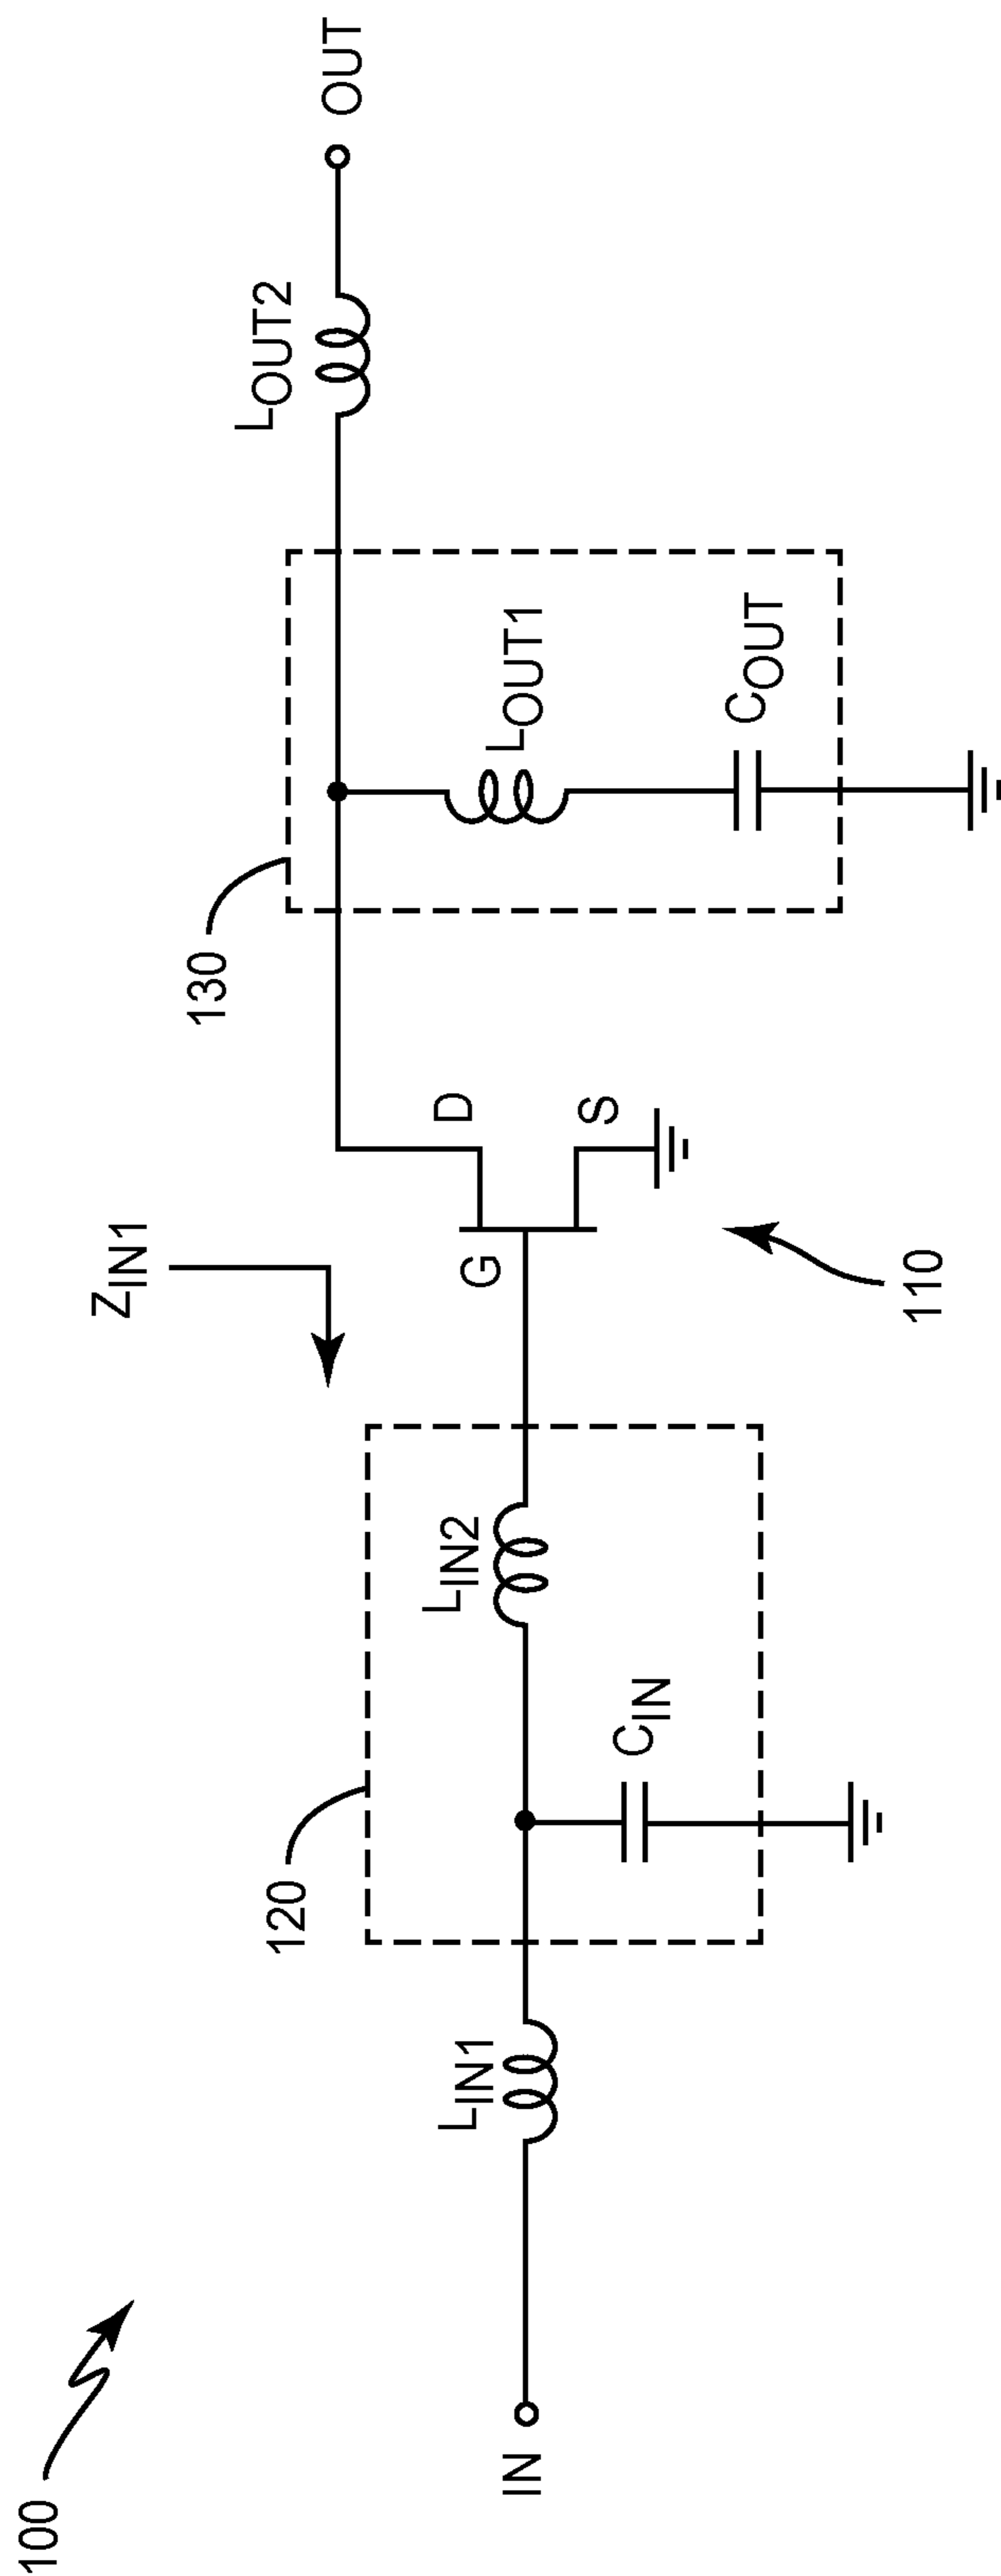 100
IN
L_IN1
120
C_IN
L_IN2
Z_IN1
G
D
S
110
130
L_OUT1
C_OUT
L_OUT2
OUT